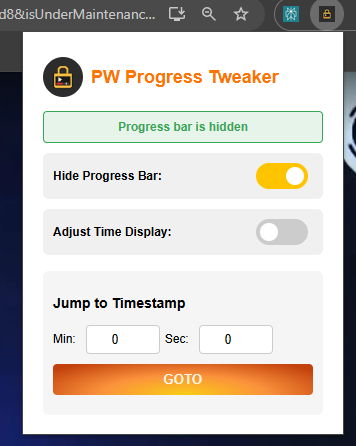 d8&isUnderMaintenanc...
PW Progress Tweaker
Progress bar is hidden
Hide Progress Bar:
Adjust Time Display:
Jump to Timestamp
Min: 0 Sec: 0
GOTO